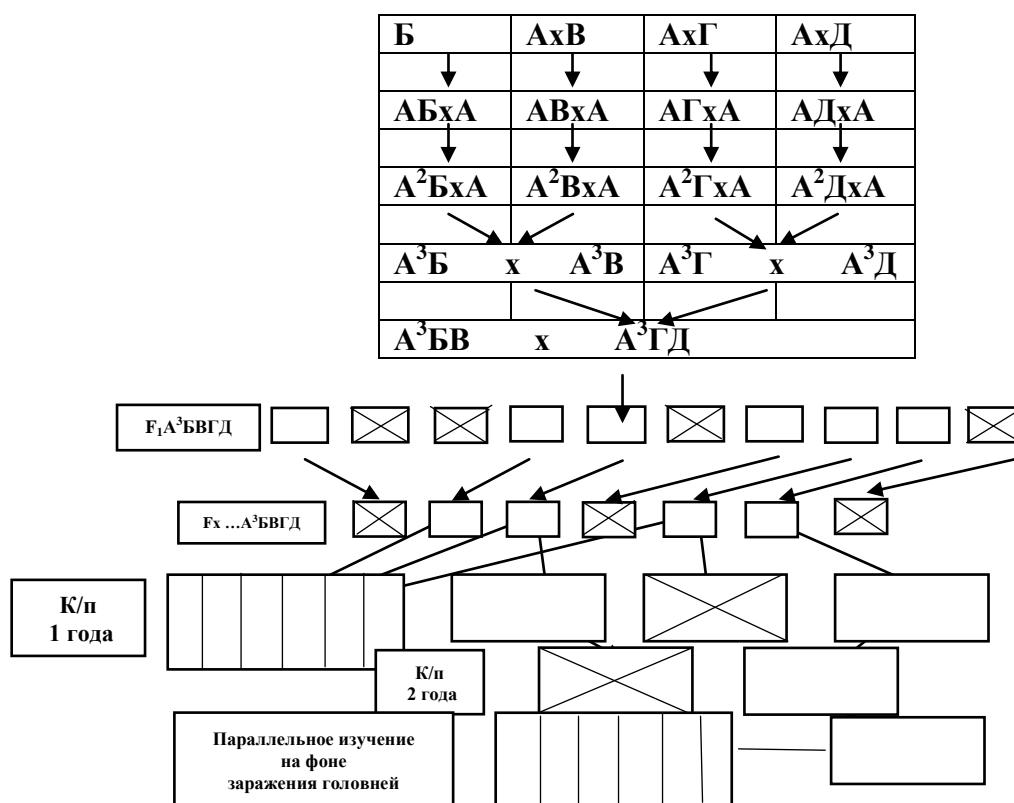 Б АхВ АхГ АхД
АБхА АВхА АГхА АДхА
А²БхА А²ВхА А²ГхА А²ДхА
А³Б х А³В А³Г х А³Д
А³БВ х А³ГД
F₁А³БВГД
Fх ...А³БВГД
К/п
1 года
К/п
2 года
Параллельное изучение
на фоне
заражения головней